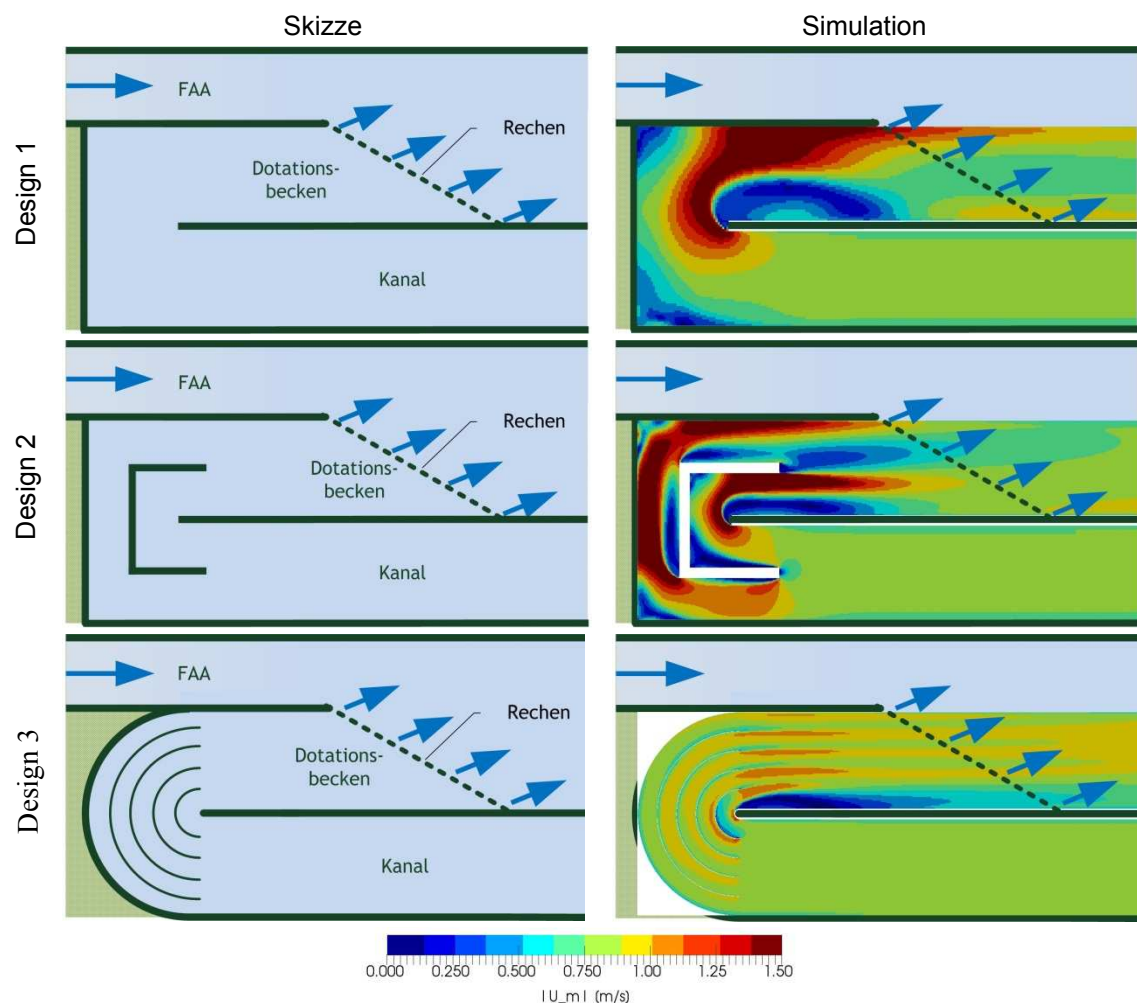 Skizze
Simulation
Design 1
FAA
Rechen
Dotations-
becken
Kanal
Design 2
FAA
Rechen
Dotations-
becken
Kanal
Design 3
FAA
Rechen
Dotations-
becken
Kanal
0.000 0.250 0.500 0.750 1.00 1.25 1.50
|U_m| (m/s)